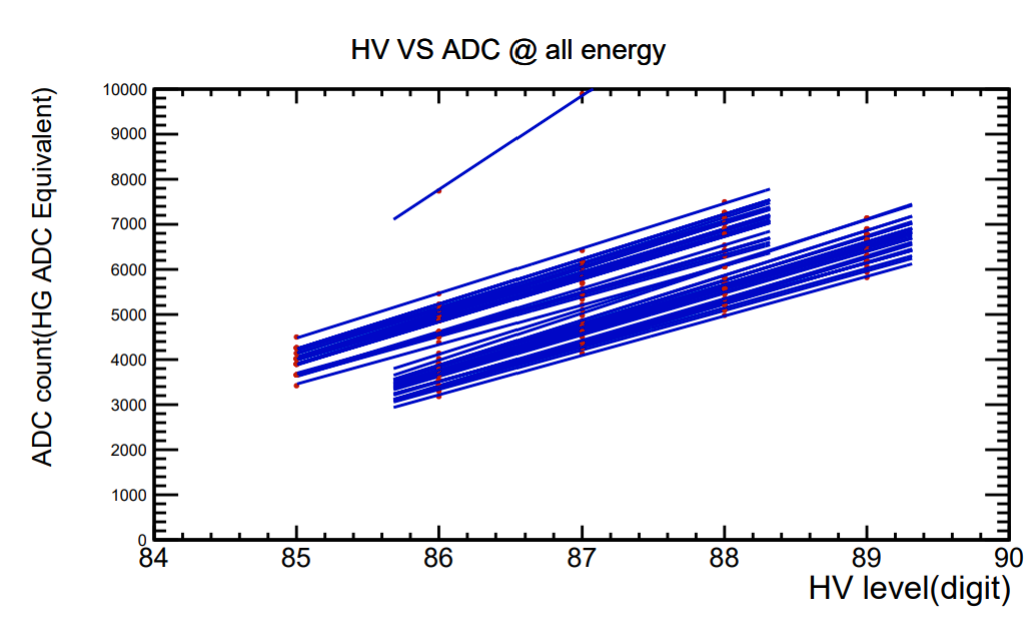 HV VS ADC @ all energy
ADC count(HG ADC Equivalent)
10000
9000
8000
7000
6000
5000
4000
3000
2000
1000
0
84 85 86 87 88 89 90
HV level(digit)